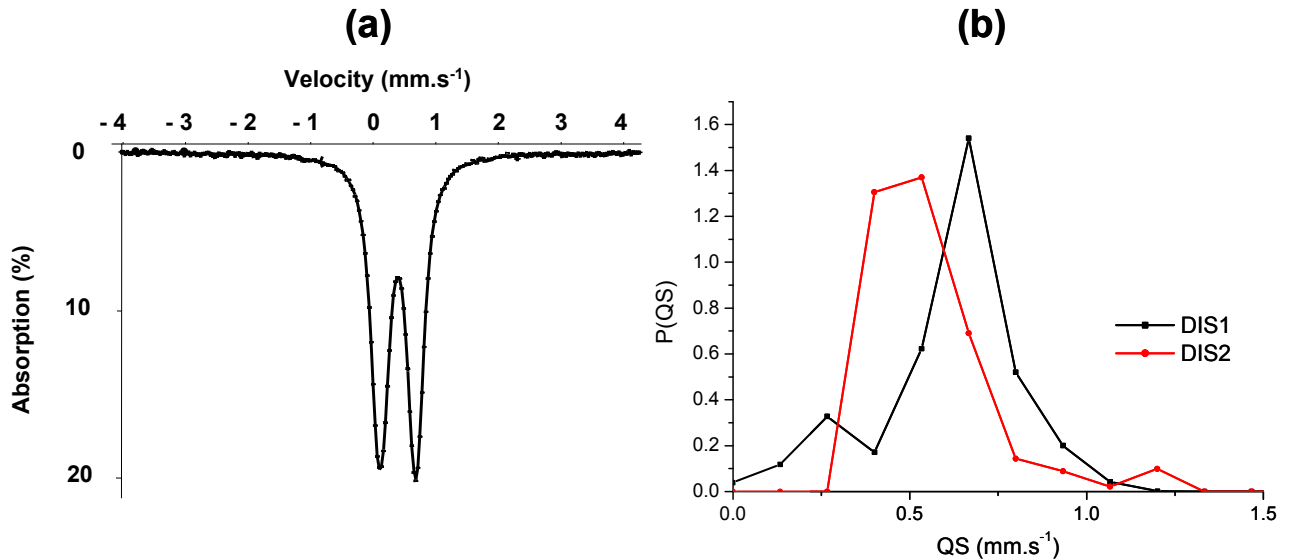 (a)
Velocity (mm.s-1)
- 4 - 3 - 2 - 1 0 1 2 3 4
0
10
20
Absorption (%)
(b)
1.6
1.4
1.2
1.0
0.8
0.6
0.4
0.2
0.0
P(QS)
DIS1
DIS2
0.0 0.5 1.0 1.5
QS (mm.s-1)